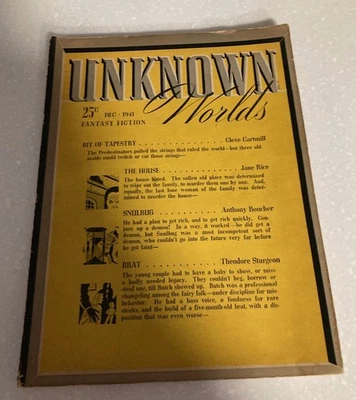 UNKNOWN
Worlds
25c DEC · 1941
FANTASY FICTION
BIT OF TAPESTRY . . . . . . . . . . . . Cleve Cartmill
The Predestinators pulled the strings that ruled the world—but three old
maids could twitch or cut those strings—
THE HOUSE . . . . . . . . . . . . Jane Rice
The house hated. The sullen old place was determined
to wipe out the family, to murder them one by one. And,
equally, the last lone woman of the family, was deter-
mined to murder the house—
SNULBUG . . . . . . . . . . . . Anthony Boucher
He had a plan to get rich, and to get rich quickly. Con-
jure up a demon! In a way, it worked—he did get a
demon, but Snulbug was a most incompetent sort of
demon, who couldn't go into the future very far before
he got faint—
BRAT . . . . . . . . . . . . Theodore Sturgeon
The young couple had to have a baby to show, or miss
a badly needed legacy. They couldn't beg, borrow or
steal one, till Butch showed up. Butch was a professional
changeling among the fairy folk—under discipline for mis-
behavior. He had a bass voice, a fondness for rare
steaks, and the build of a five-month-old brat, with a dis-
position that was even worse—